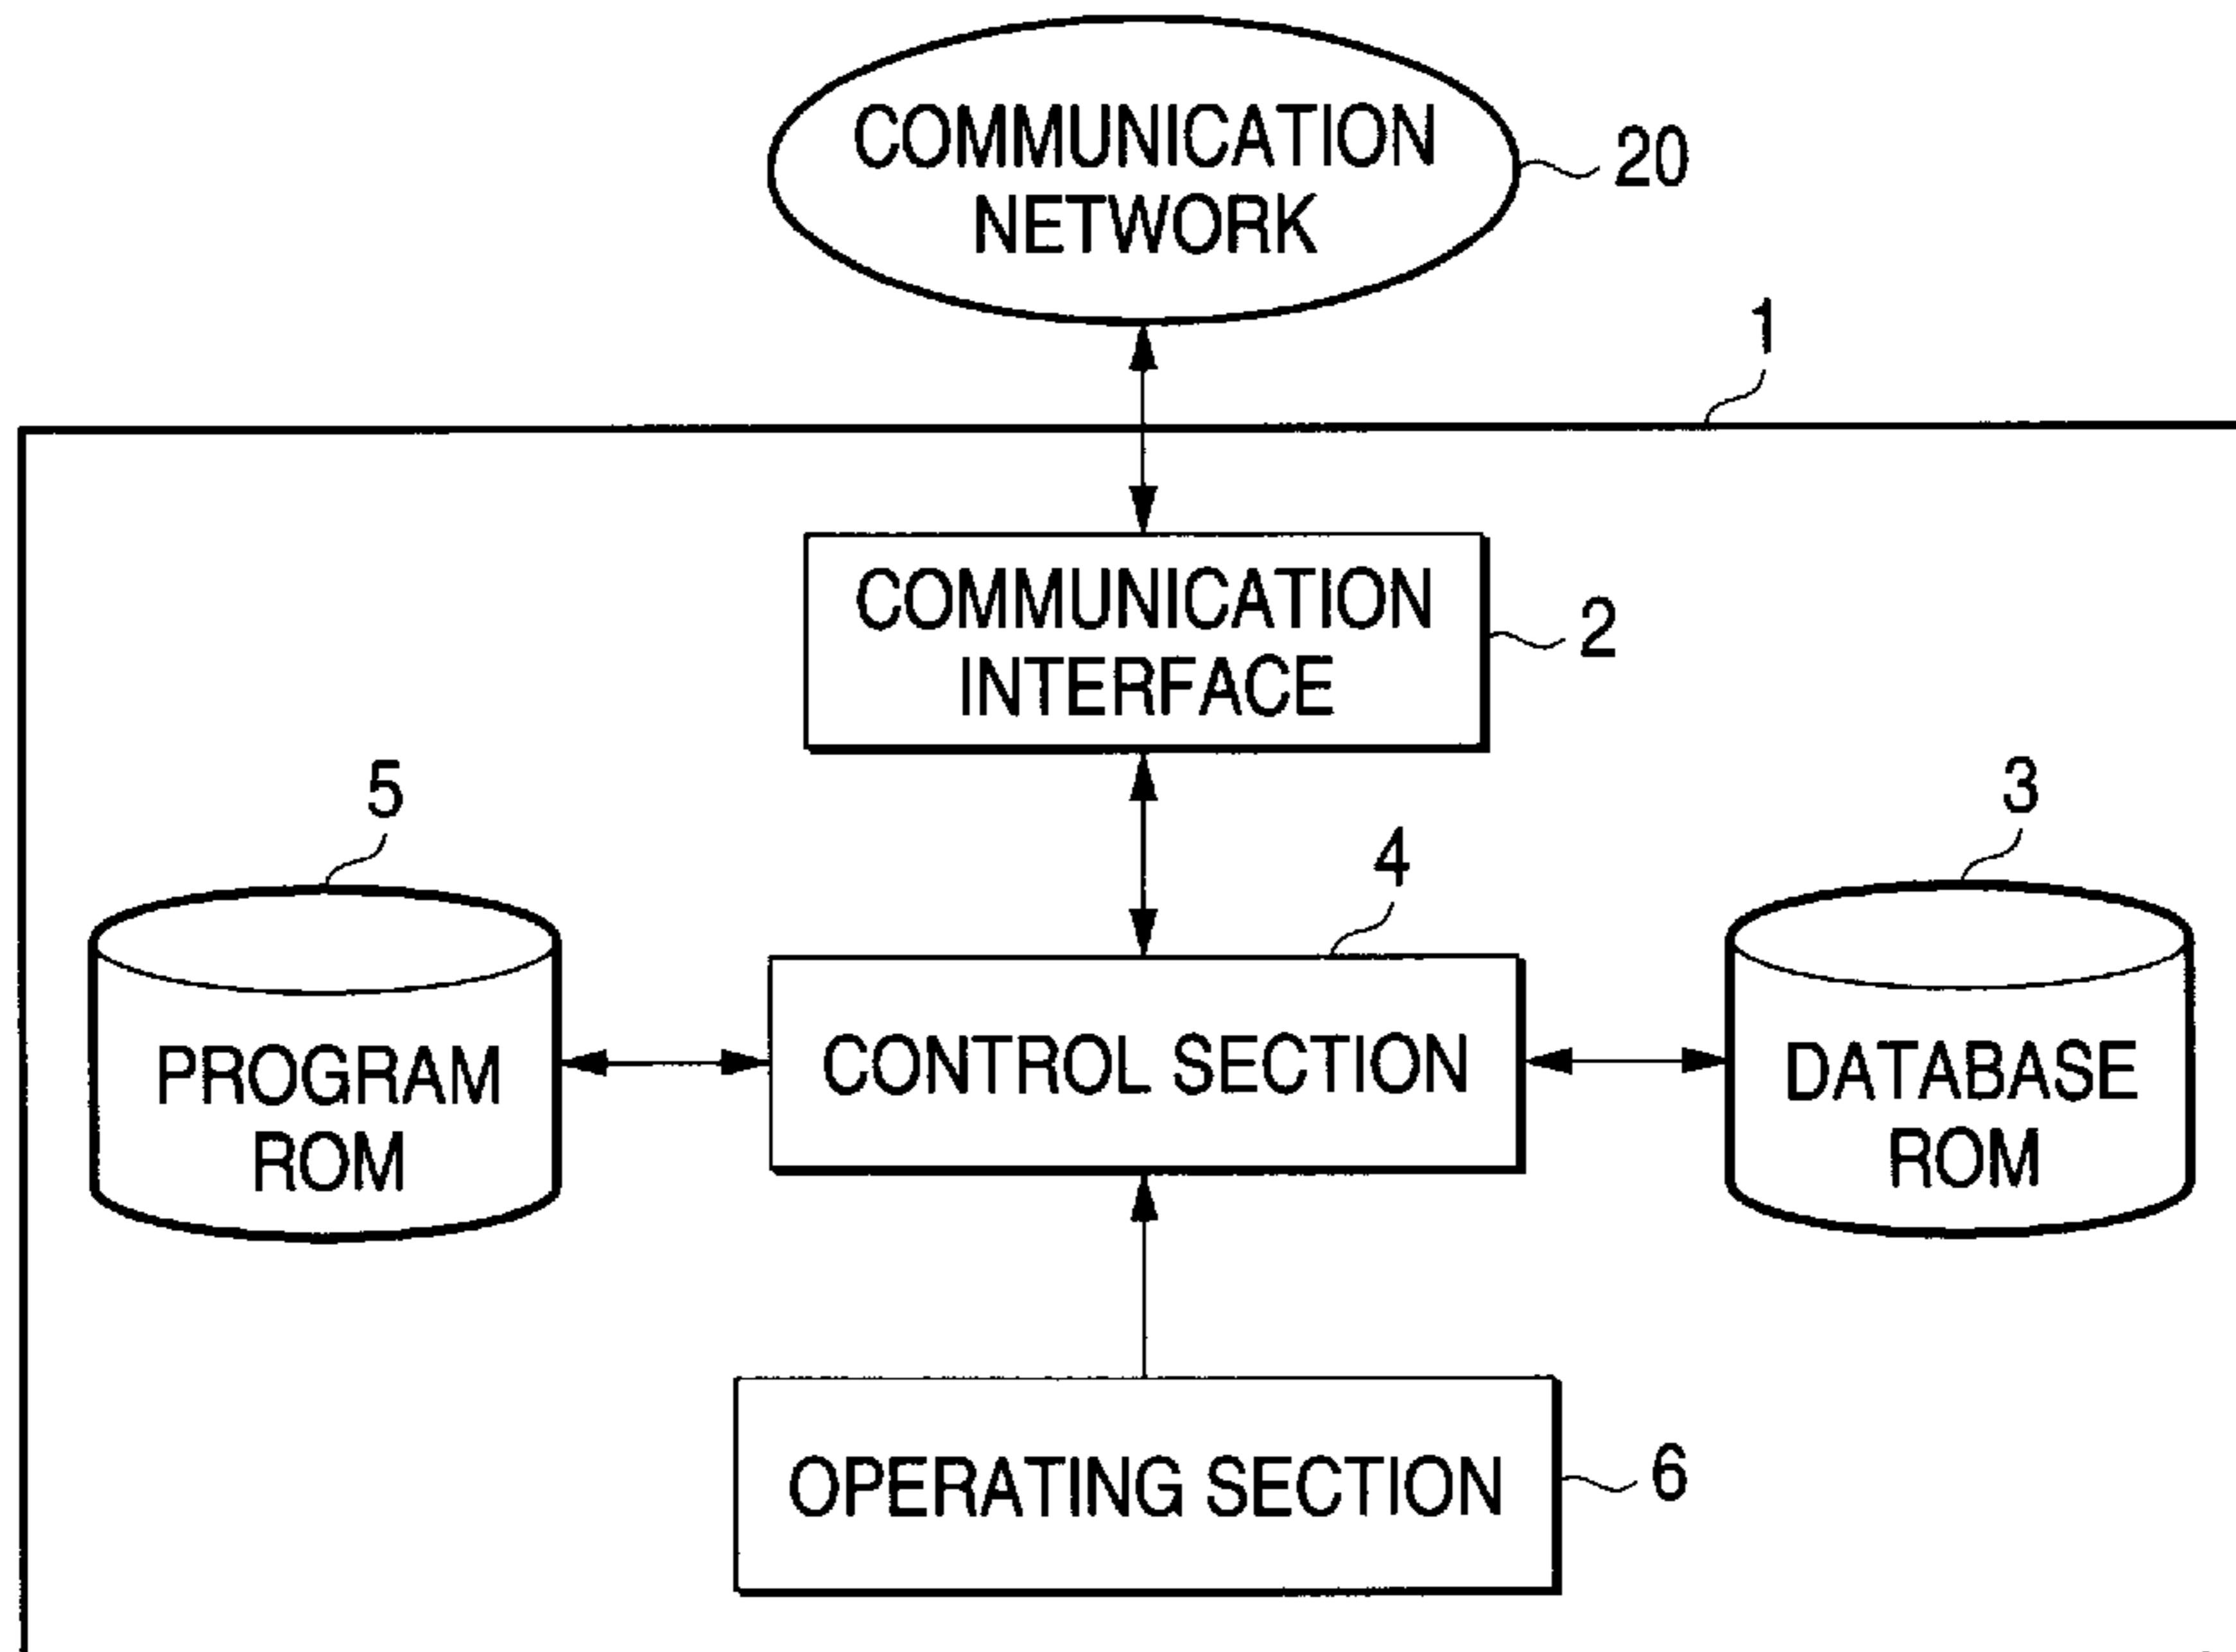 COMMUNICATION
NETWORK
20
1
COMMUNICATION
INTERFACE
2
5
3
4
PROGRAM
ROM
CONTROL SECTION
DATABASE
ROM
OPERATING SECTION
6